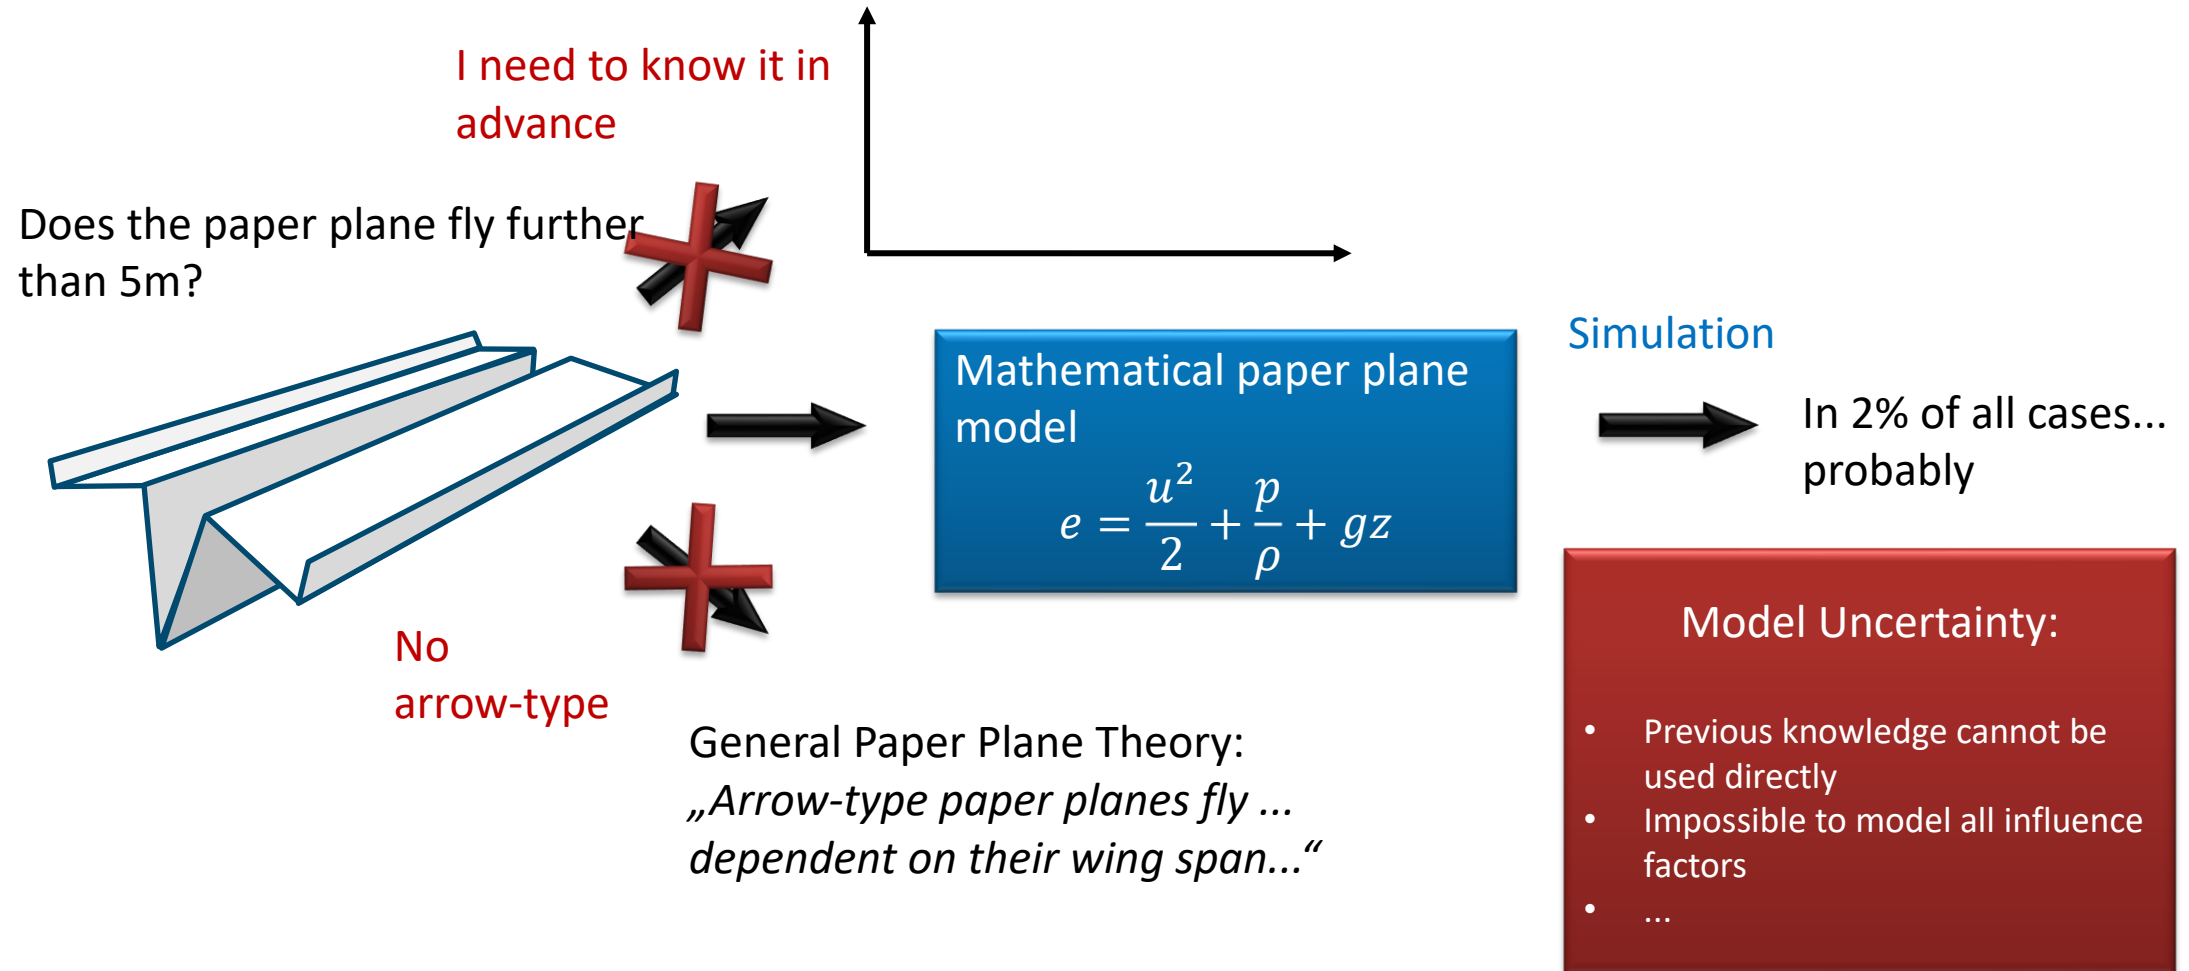 I need to know it in
advance
Does the paper plane fly further
than 5m?
No
arrow-type
Mathematical paper plane
model
e = u²/2 + p/ρ + gz
General Paper Plane Theory:
„Arrow-type paper planes fly ...
dependent on their wing span...“
Simulation
In 2% of all cases...
probably
Model Uncertainty:
• Previous knowledge cannot be
used directly
• Impossible to model all influence
factors
• ...